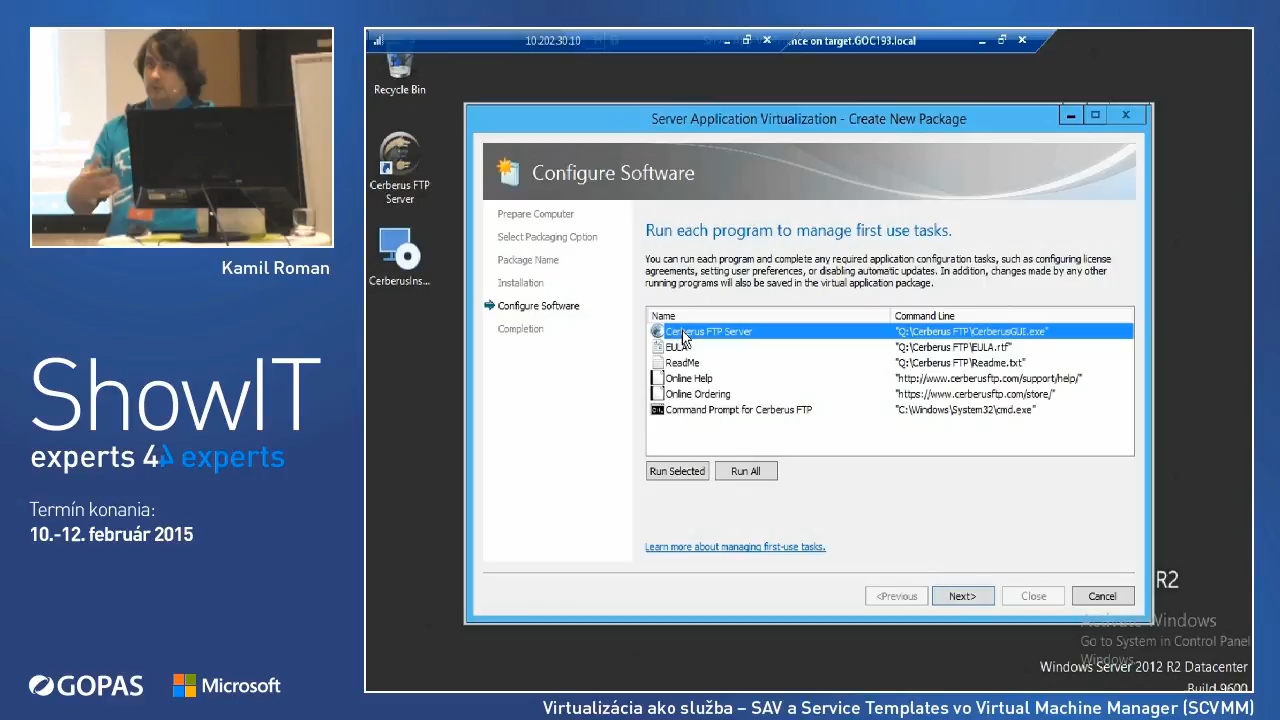 10.202.30.10
nce on target.GOC193.local
Recycle Bin
Cerberus FTP
Server
CerberusIns...
Server Application Virtualization - Create New Package
Configure Software
Prepare Computer
Select Packaging Option
Package Name
Installation
Configure Software
Completion
Run each program to manage first use tasks.
You can run each program and complete any required application configuration tasks, such as configuring license
agreements, setting user preferences, or disabling automatic updates. In addition, changes made by any other
running programs will also be saved in the virtual application package.
Name Command Line
Cerberus FTP Server "Q:\Cerberus FTP\CerberusGUI.exe"
EULA "Q:\Cerberus FTP\EULA.rtf"
ReadMe "Q:\Cerberus FTP\Readme.txt"
Online Help "http://www.cerberusftp.com/support/help/"
Online Ordering "https://www.cerberusftp.com/store/"
Command Prompt for Cerberus FTP "C:\Windows\System32\cmd.exe"
Run Selected Run All
Learn more about managing first-use tasks.
<Previous Next> Close Cancel
R2
Activate Windows
Go to System in Control Panel
Windows.
Windows Server 2012 R2 Datacenter
Build 9600
Kamil Roman
ShowIT
experts 4 experts
Termín konania:
10.-12. február 2015
GOPAS Microsoft
Virtualizácia ako služba – SAV a Service Templates vo Virtual Machine Manager (SCVMM)